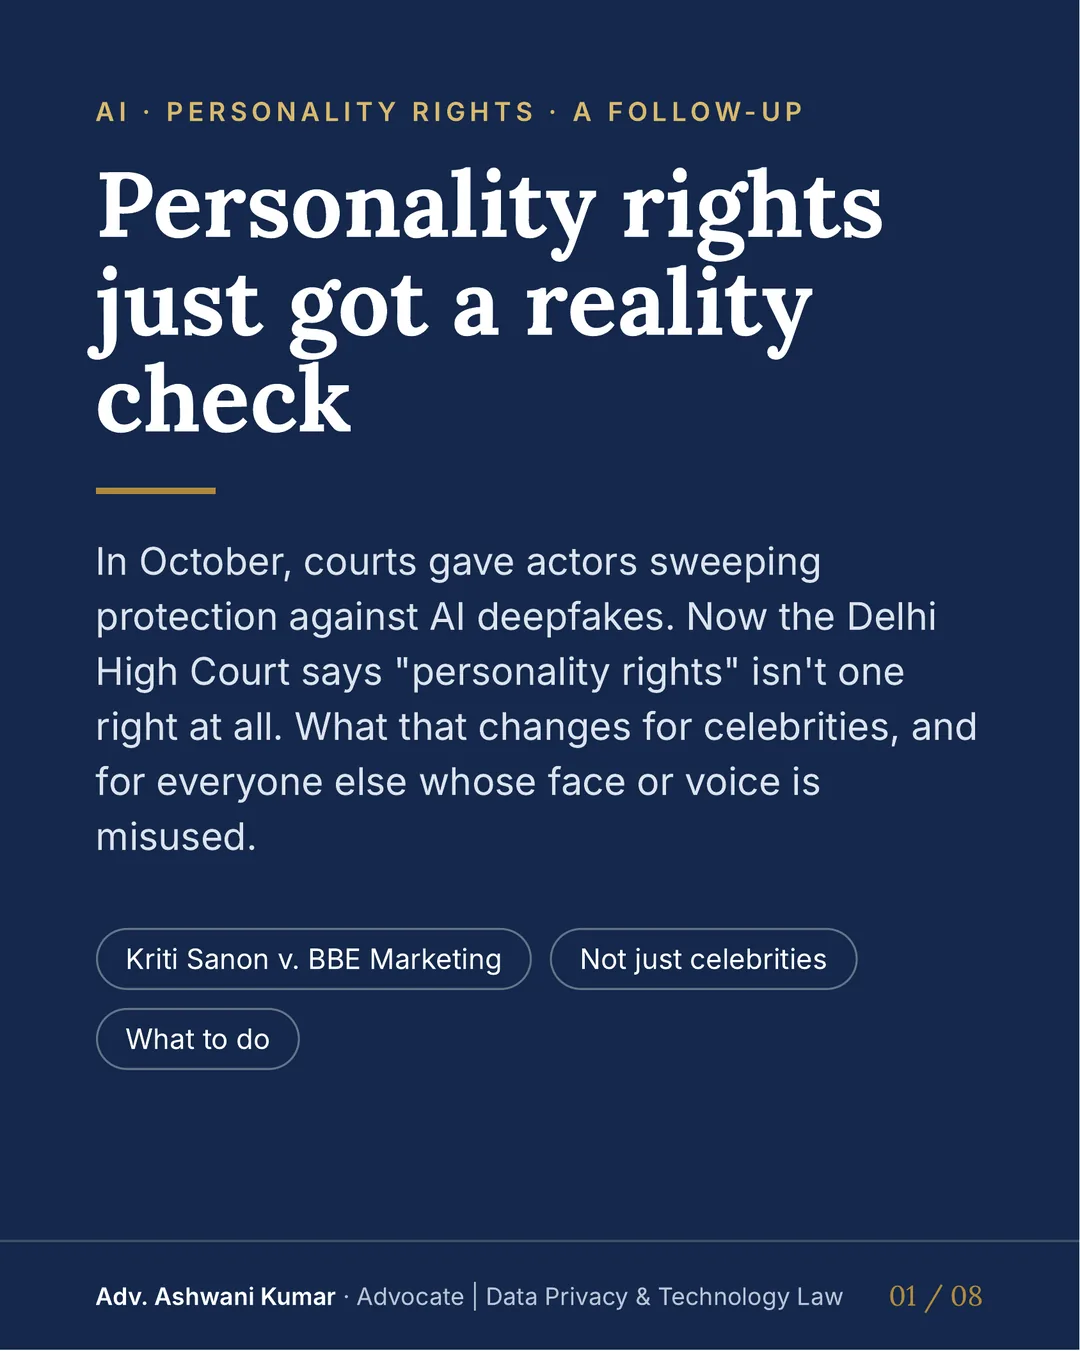 AI · PERSONALITY RIGHTS · A FOLLOW-UP
Personality rights
just got a reality
check
In October, courts gave actors sweeping
protection against AI deepfakes. Now the Delhi
High Court says "personality rights" isn't one
right at all. What that changes for celebrities, and
for everyone else whose face or voice is
misused.
Kriti Sanon v. BBE Marketing
Not just celebrities
What to do
Adv. Ashwani Kumar · Advocate | Data Privacy & Technology Law
01 / 08